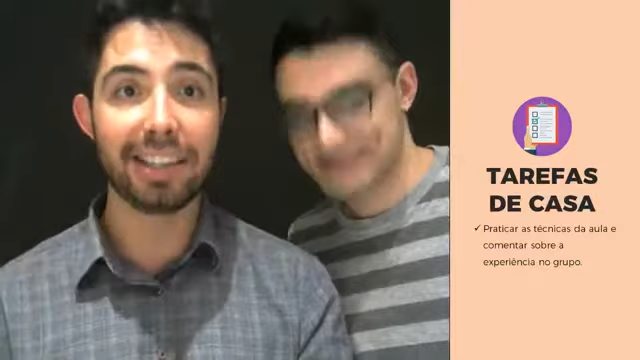 TAREFAS
DE CASA
✓ Praticar as técnicas da aula e
comentar sobre a
experiência no grupo.